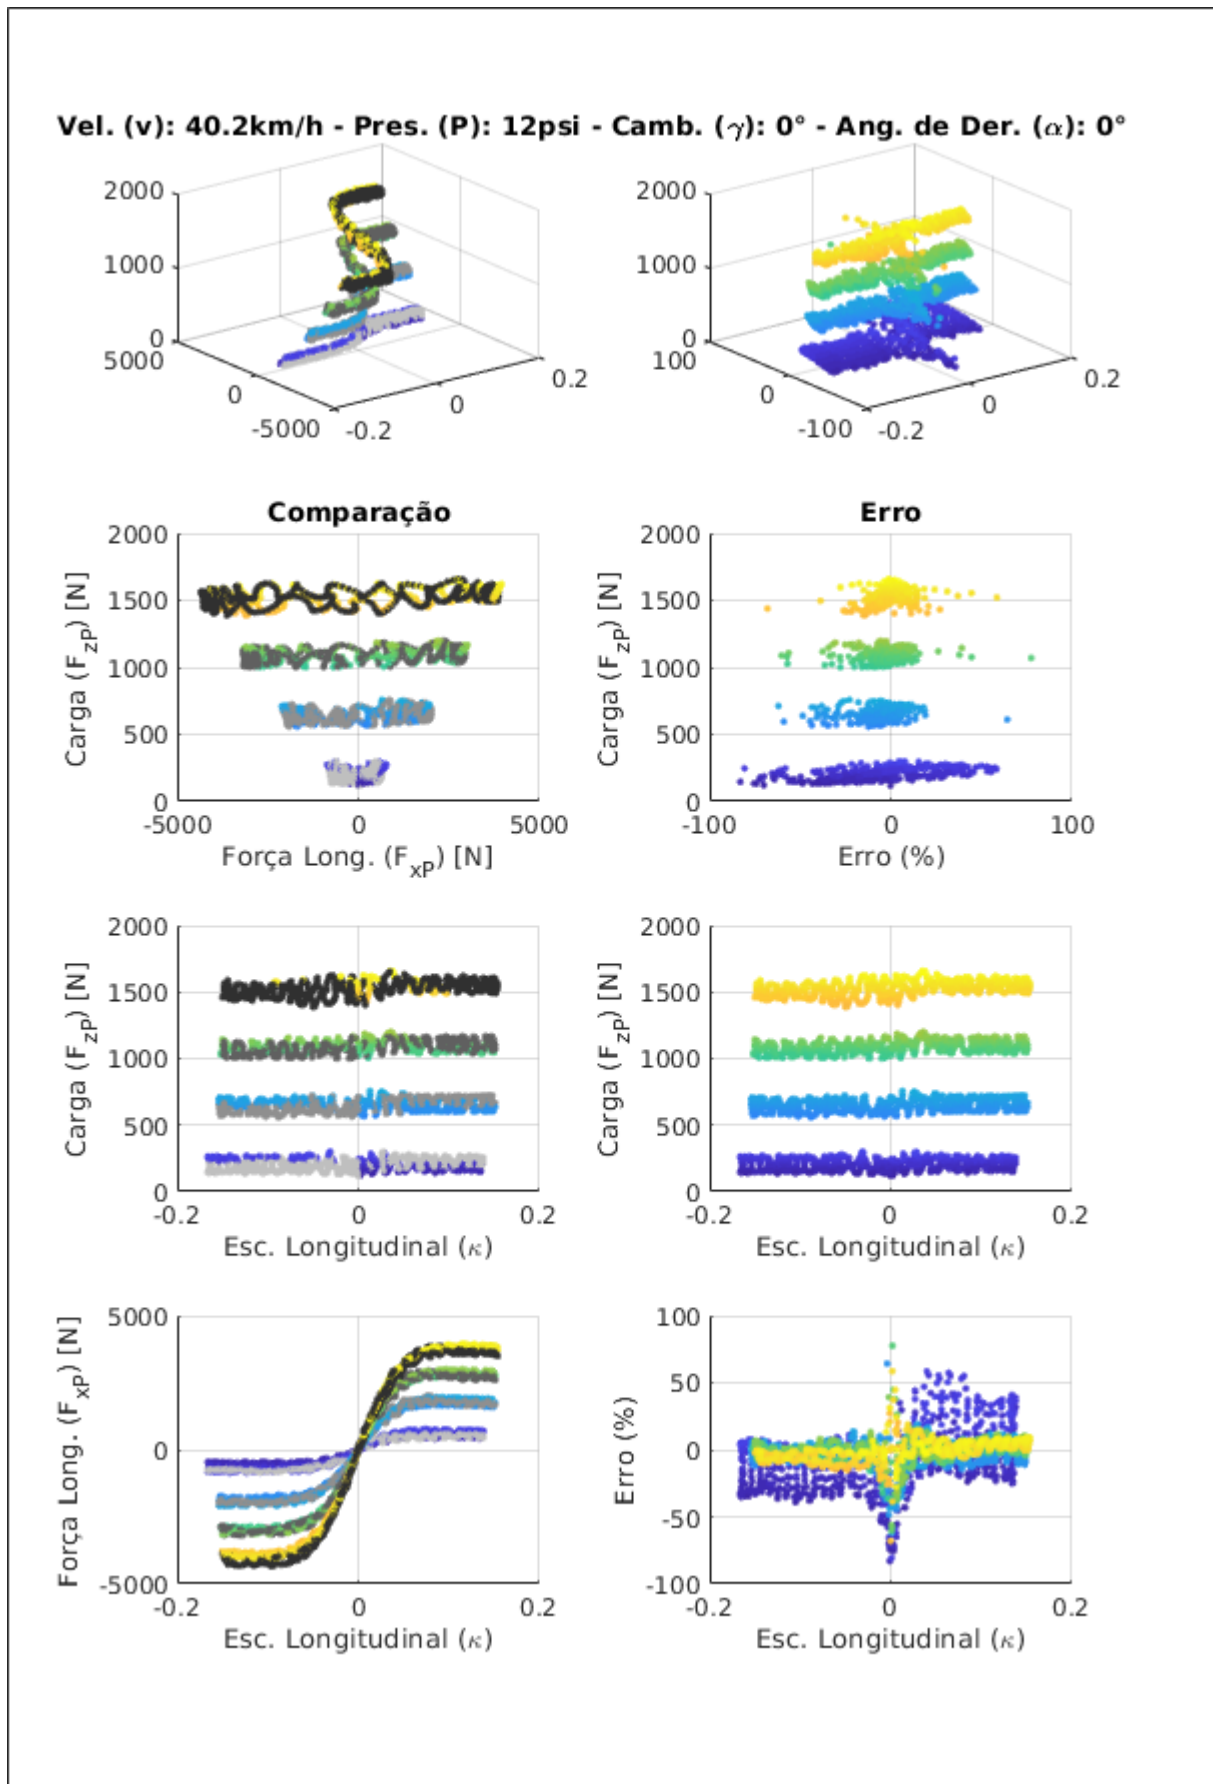 Vel. (v): 40.2km/h - Pres. (P): 12psi - Camb. (γ): 0° - Ang. de Der. (α): 0°
2000
1000
0
5000
0
-5000
-0.2
0
0.2
2000
1000
0
100
0
-100
-0.2
0
0.2
Comparação
2000
1500
1000
500
0
Carga (F_zP) [N]
-5000 0 5000
Força Long. (F_xP) [N]
Erro
2000
1500
1000
500
0
Carga (F_zP) [N]
-100 0 100
Erro (%)
2000
1500
1000
500
0
Carga (F_zP) [N]
-0.2 0 0.2
Esc. Longitudinal (κ)
2000
1500
1000
500
0
Carga (F_zP) [N]
-0.2 0 0.2
Esc. Longitudinal (κ)
5000
0
-5000
Força Long. (F_xP) [N]
-0.2 0 0.2
Esc. Longitudinal (κ)
100
50
0
-50
-100
Erro (%)
-0.2 0 0.2
Esc. Longitudinal (κ)